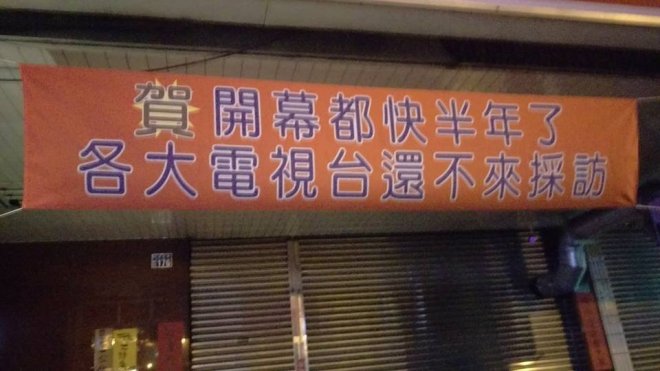 賀 開幕都快半年了
各大電視台還不來採訪